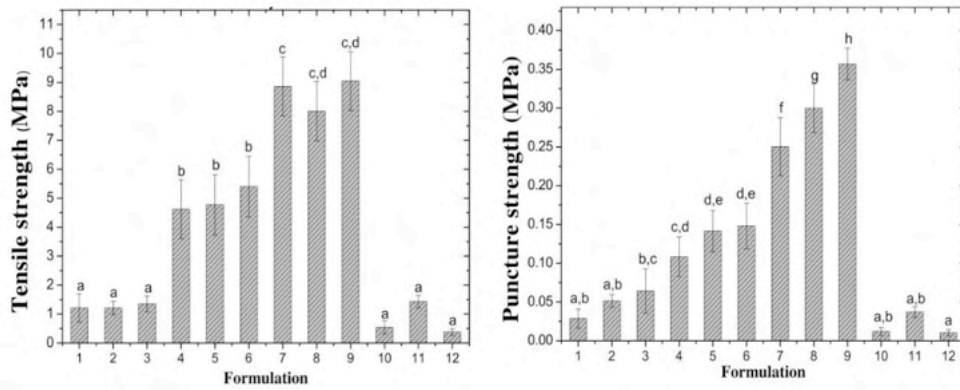 Tensile strength (MPa)
11
10
9
8
7
6
5
4
3
2
1
0
a
a
a
b
b
b
c
c,d
c,d
a
a
a
1 2 3 4 5 6 7 8 9 10 11 12
Formulation
Puncture strength (MPa)
0.40
0.35
0.30
0.25
0.20
0.15
0.10
0.05
0.00
a,b
a,b
b,c
c,d
d,e
d,e
f
g
h
a,b
a,b
a
1 2 3 4 5 6 7 8 9 10 11 12
Formulation